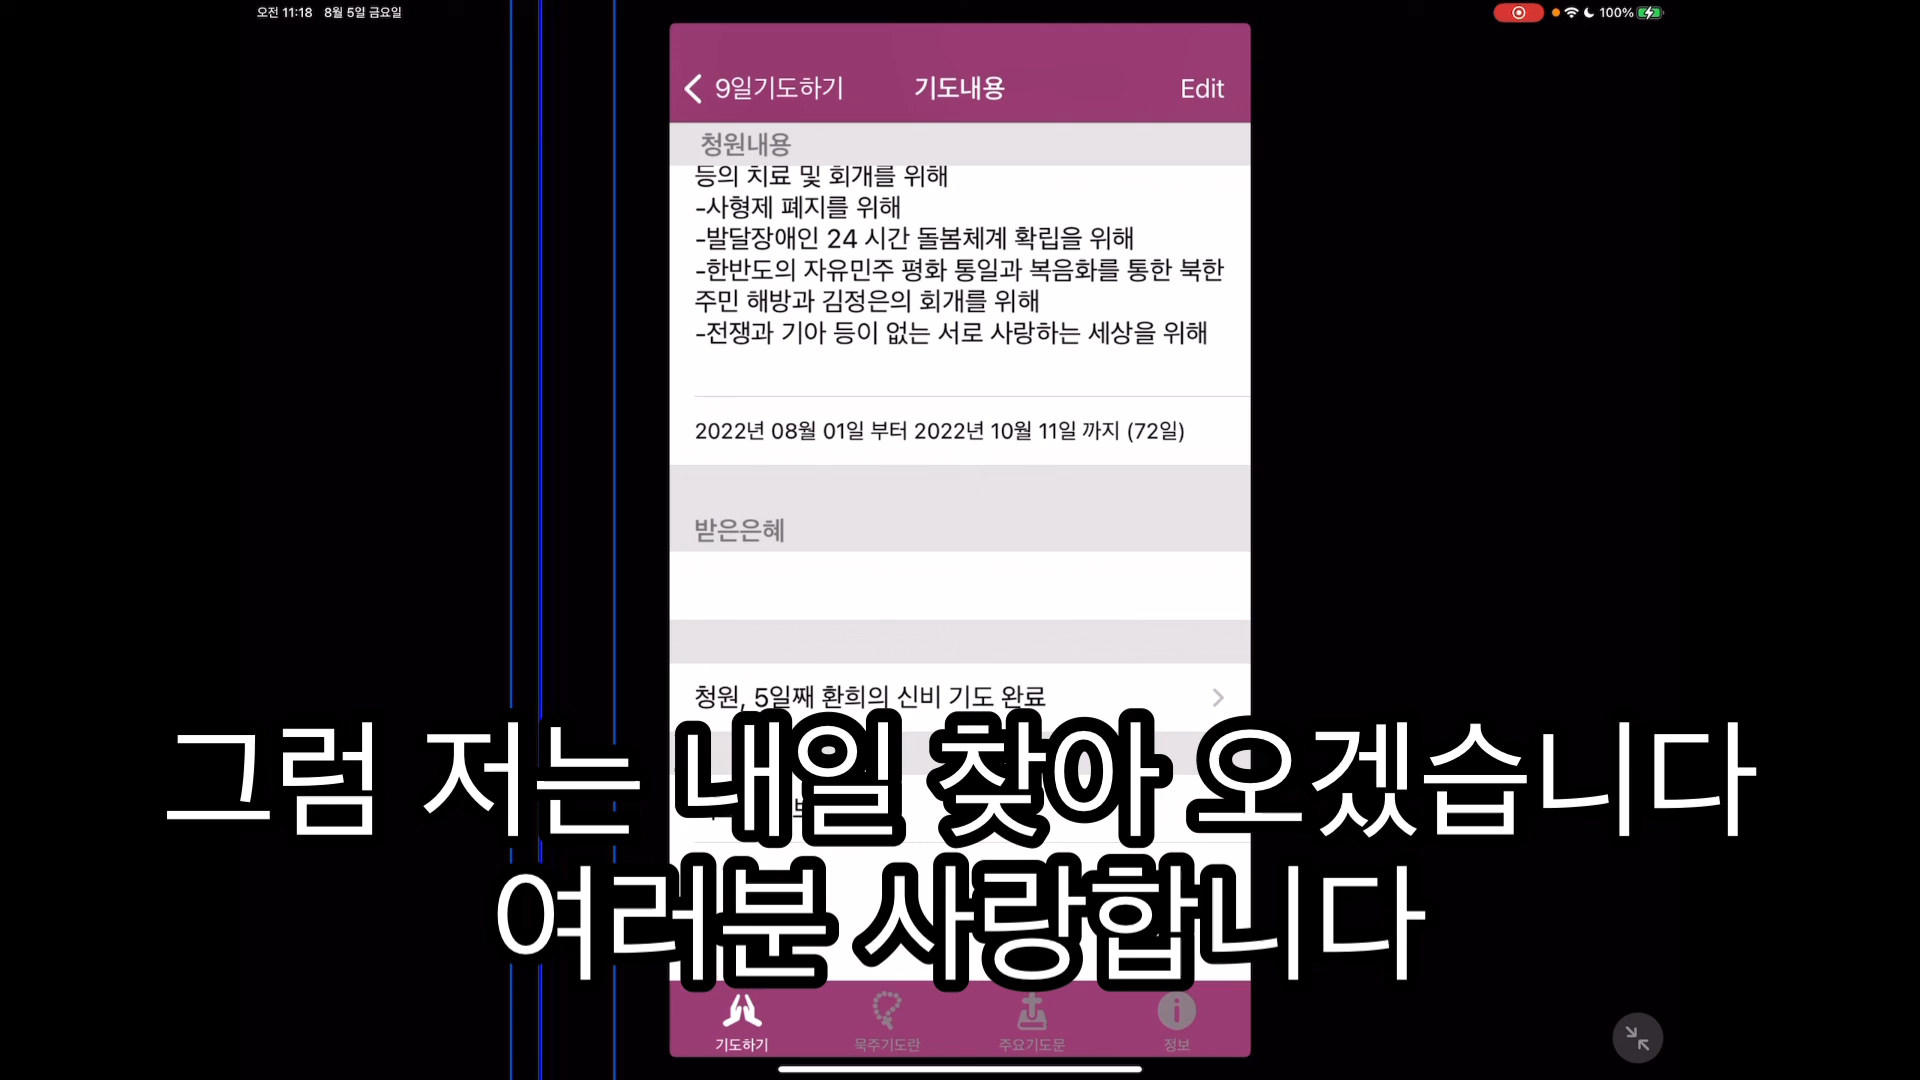 오전 11:18 8월 5일 금요일
100%
9일기도하기 기도내용 Edit
청원내용
등의 치료 및 회개를 위해
-사형제 폐지를 위해
-발달장애인 24 시간 돌봄체계 확립을 위해
-한반도의 자유민주 평화 통일과 복음화를 통한 북한
주민 해방과 김정은의 회개를 위해
-전쟁과 기아 등이 없는 서로 사랑하는 세상을 위해
2022년 08월 01일 부터 2022년 10월 11일 까지 (72일)
받은은혜
청원, 5일째 환희의 신비 기도 완료
그럼 저는 내일 찾아 오겠습니다
여러분 사랑합니다
기도하기 묵주기도란 주요기도문 정보